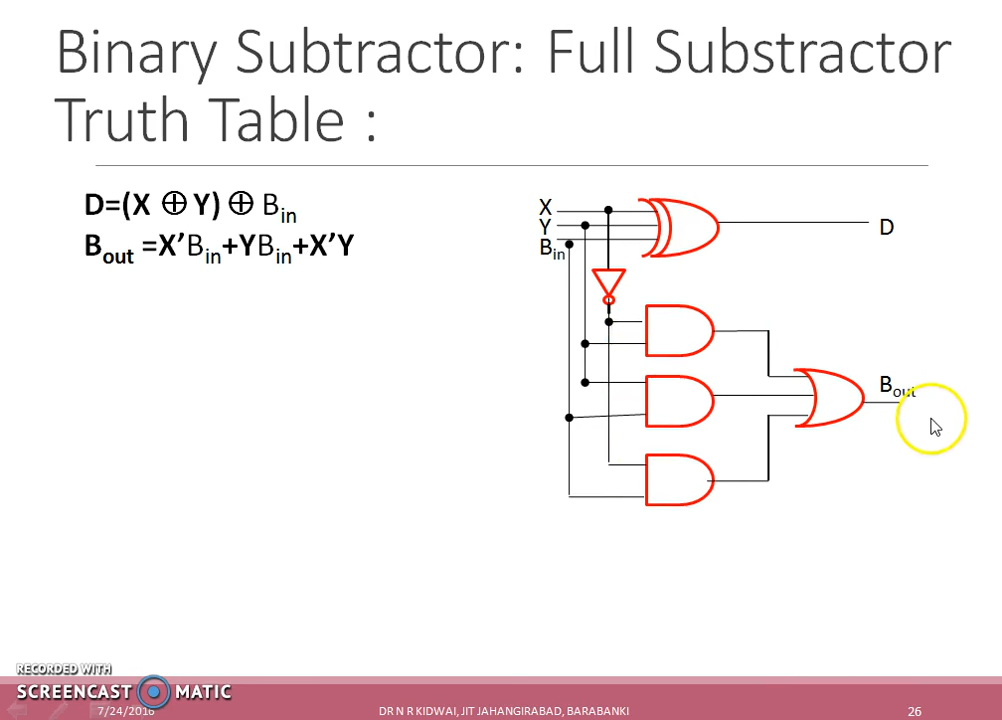 Binary Subtractor: Full Substractor
Truth Table :
D=(X ⊕ Y) ⊕ Bin
Bout =X’Bin+YBin+X’Y
X
Y
Bin
D
Bout
RECORDED WITH
SCREENCAST MATIC
7/24/2016
DR N R KIDWAI, JIT JAHANGIRABAD, BARABANKI
26